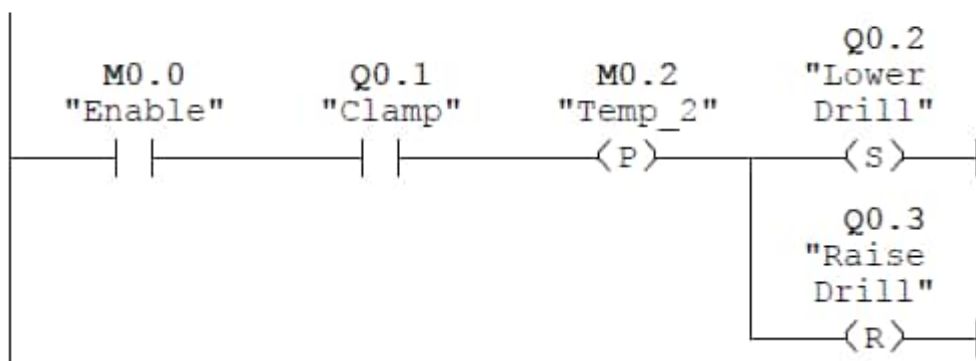 M0.0
"Enable"
Q0.1
"Clamp"
M0.2
"Temp_2"
P
Q0.2
"Lower
Drill"
S
Q0.3
"Raise
Drill"
R